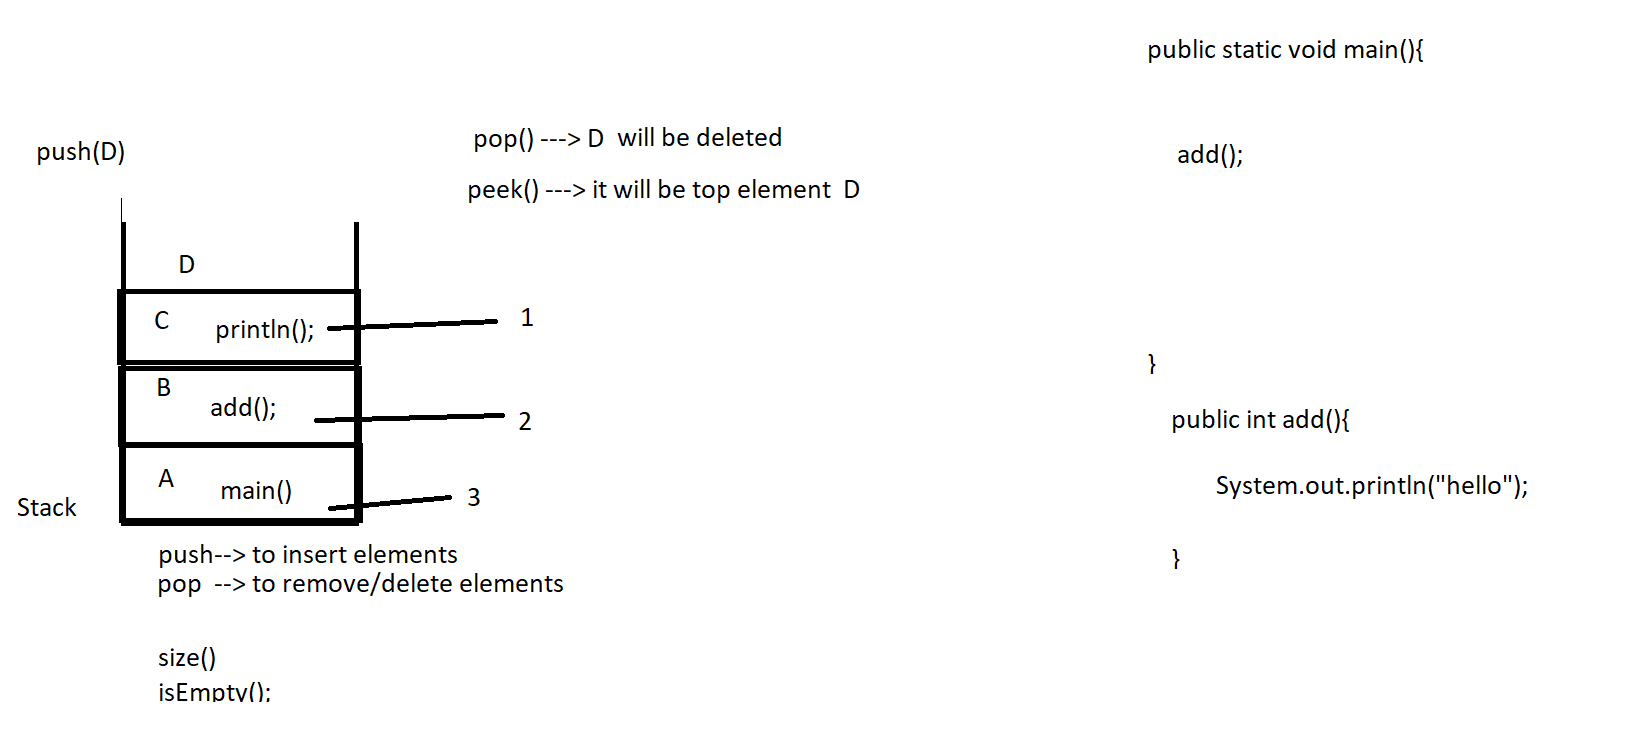 push(D)
pop() ---> D  will be deleted
peek() ---> it will be top element  D
D
C println(); 1
B
add(); 2
A main() 3
Stack
push--> to insert elements
pop  --> to remove/delete elements
size()
isEmpty();
public static void main(){
add();
}
public int add(){
System.out.println("hello");
}